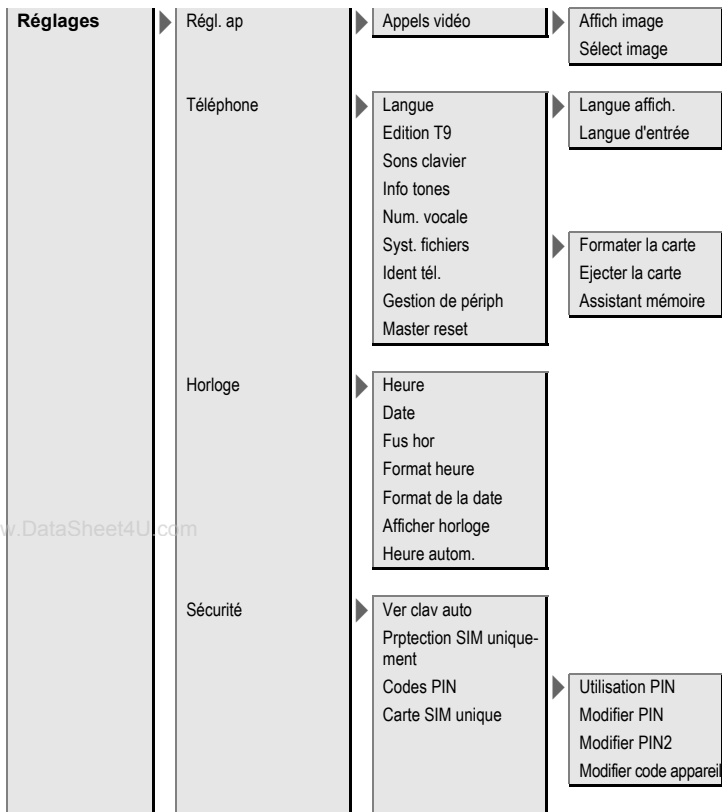 Réglages
Régl. ap
Appels vidéo
Affich image
Sélect image
Téléphone
Langue
Langue affich.
Langue d'entrée
Edition T9
Sons clavier
Info tones
Num. vocale
Syst. fichiers
Formater la carte
Ejecter la carte
Assistant mémoire
Ident tél.
Gestion de périph
Master reset
Horloge
Heure
Date
Fus hor
Format heure
Format de la date
Afficher horloge
Heure autom.
w.DataSheet4U.com
Sécurité
Ver clav auto
Prptection SIM unique-
ment
Codes PIN
Utilisation PIN
Modifier PIN
Modifier PIN2
Modifier code appareil
Carte SIM unique